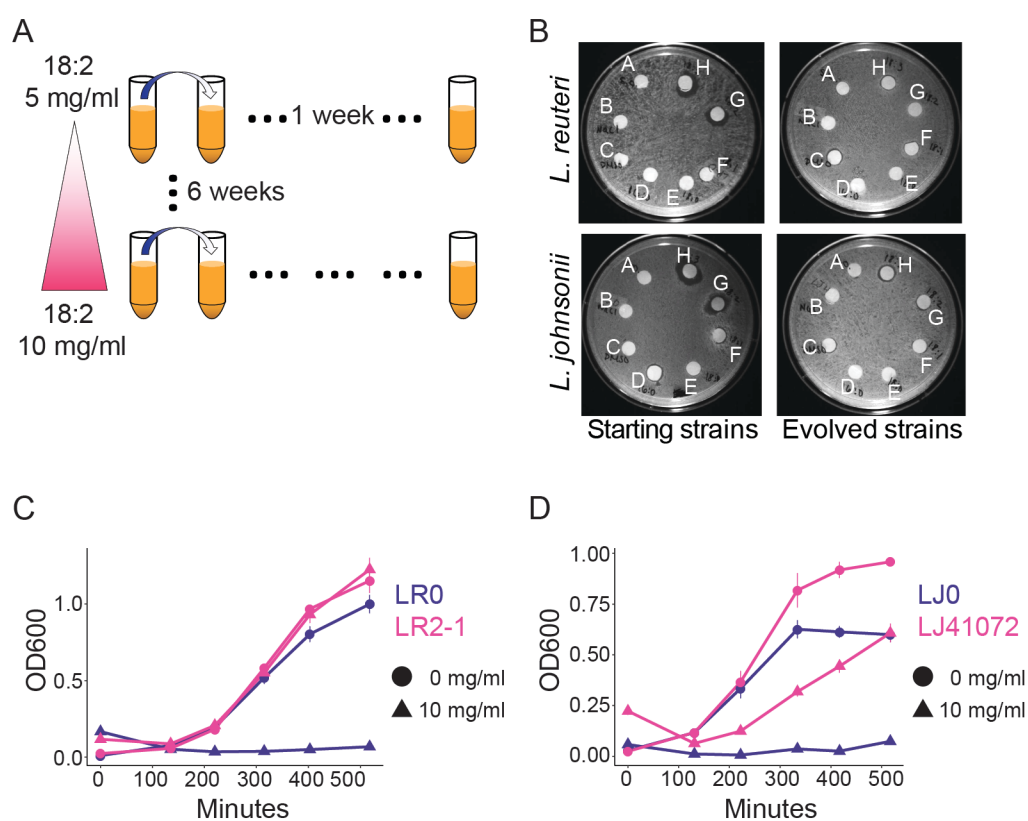 A
18:2
5 mg/ml
1 week
6 weeks
18:2
10 mg/ml
B
L. reuteri
L. johnsonii
A
H
B
G
C
F
D
E
A
H
B
G
C
F
D
E
A
H
B
G
C
F
D
E
A
H
B
G
C
F
D
E
Starting strains
Evolved strains
C
OD600
1.0
0.5
0.0
0
100
200
300
400
500
Minutes
LR0
LR2-1
0 mg/ml
10 mg/ml
D
OD600
1.00
0.75
0.50
0.25
0.00
0
100
200
300
400
500
Minutes
LJ0
LJ41072
0 mg/ml
10 mg/ml